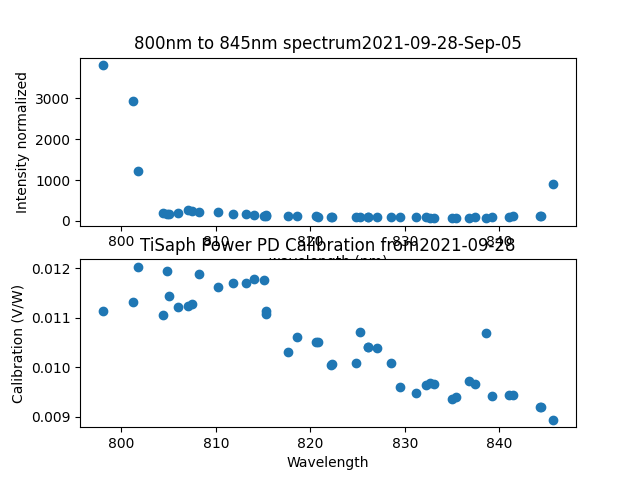 800nm to 845nm spectrum2021-09-28-Sep-05
Intensity normalized
3000
2000
1000
0
800 810 820 830 840
wavelength (nm)
TiSaph Power PD Calibration from2021-09-28
Calibration (V/W)
0.012
0.011
0.010
0.009
800 810 820 830 840
Wavelength